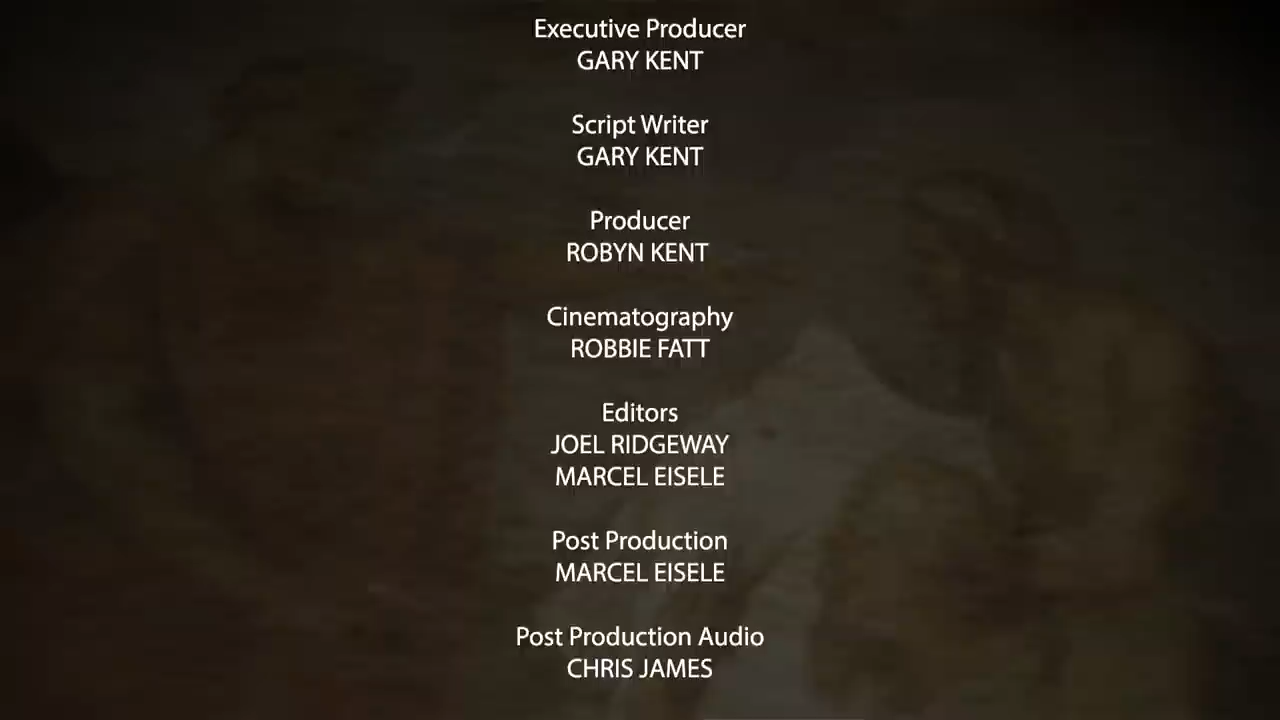 Executive Producer
GARY KENT
Script Writer
GARY KENT
Producer
ROBYN KENT
Cinematography
ROBBIE FATT
Editors
JOEL RIDGEWAY
MARCEL EISELE
Post Production
MARCEL EISELE
Post Production Audio
CHRIS JAMES